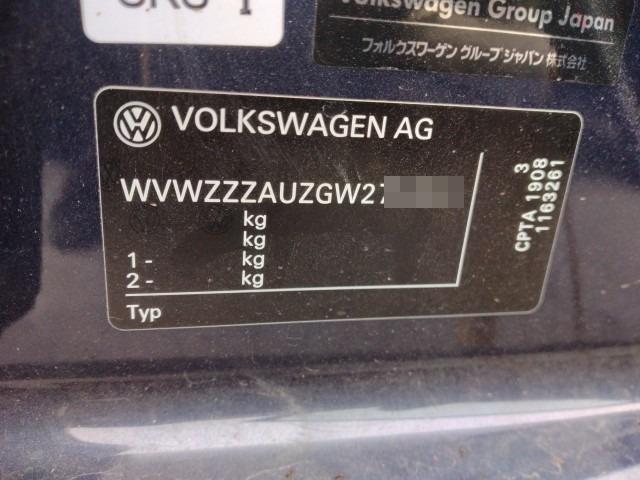 Volkswagen Group Japan
フォルクスワーゲン グループ ジャパン 株式会社
VOLKSWAGEN AG
WVWZZZAUZGW27
kg
kg
1 - kg
2 - kg
Typ
3
CPTA 1908
1163261